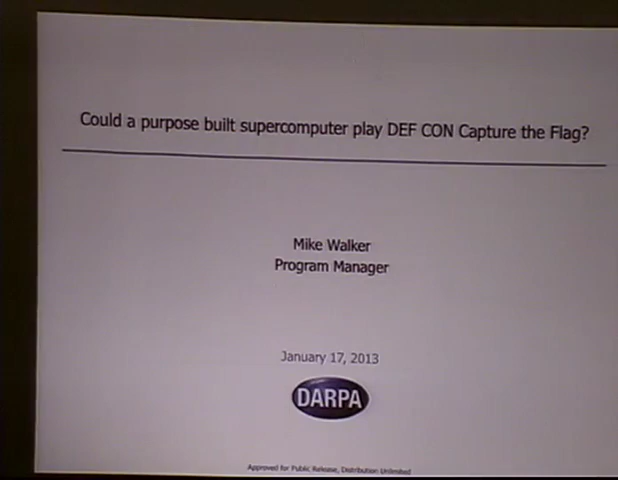 Could a purpose built supercomputer play DEF CON Capture the Flag?
Mike Walker
Program Manager
January 17, 2013
DARPA
Approved for Public Release, Distribution Unlimited